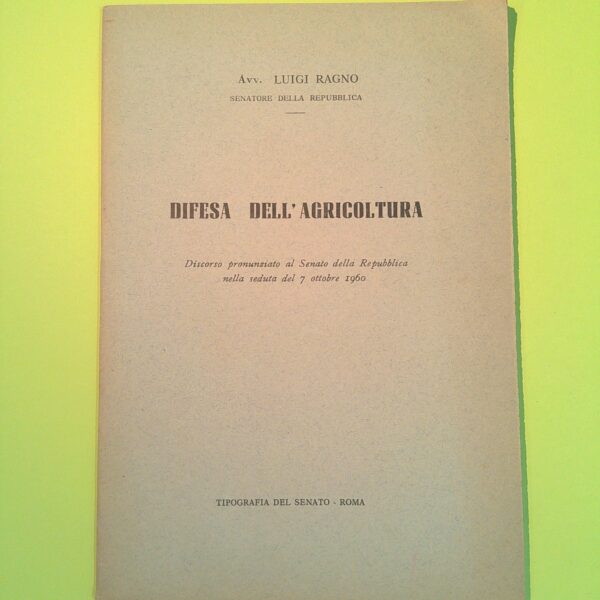 Avv. LUIGI RAGNO
SENATORE DELLA REPUBBLICA
DIFESA DELL'AGRICOLTURA
Discorso pronunziato al Senato della Repubblica
nella seduta del 7 ottobre 1960
TIPOGRAFIA DEL SENATO - ROMA